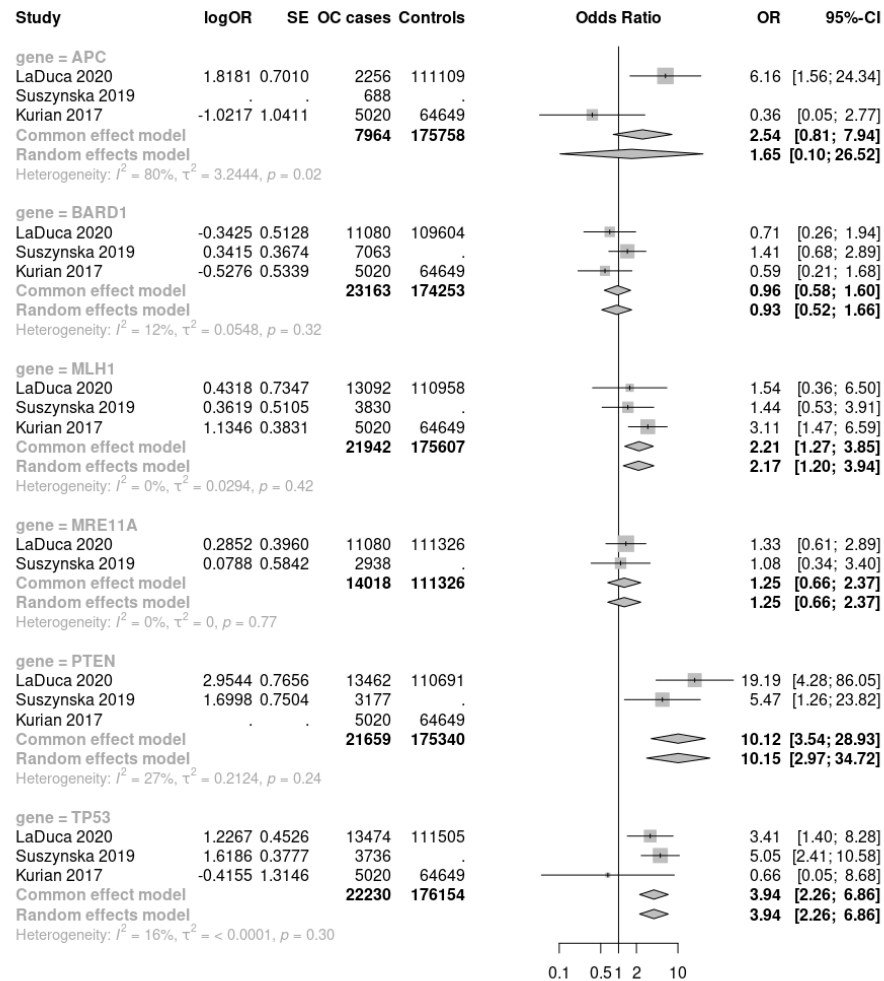 Study logOR SE OC cases Controls Odds Ratio OR 95%-CI
gene = APC
LaDuca 2020 1.8181 0.7010 2256 111109 6.16 [1.56; 24.34]
Suszynska 2019 . . 688 .
Kurian 2017 -1.0217 1.0411 5020 64649 0.36 [0.05; 2.77]
Common effect model 7964 175758 2.54 [0.81; 7.94]
Random effects model 1.65 [0.10; 26.52]
Heterogeneity: I² = 80%, τ² = 3.2444, p = 0.02
gene = BARD1
LaDuca 2020 -0.3425 0.5128 11080 109604 0.71 [0.26; 1.94]
Suszynska 2019 0.3415 0.3674 7063 . 1.41 [0.68; 2.89]
Kurian 2017 -0.5276 0.5339 5020 64649 0.59 [0.21; 1.68]
Common effect model 23163 174253 0.96 [0.58; 1.60]
Random effects model 0.93 [0.52; 1.66]
Heterogeneity: I² = 12%, τ² = 0.0548, p = 0.32
gene = MLH1
LaDuca 2020 0.4318 0.7347 13092 110958 1.54 [0.36; 6.50]
Suszynska 2019 0.3619 0.5105 3830 . 1.44 [0.53; 3.91]
Kurian 2017 1.1346 0.3831 5020 64649 3.11 [1.47; 6.59]
Common effect model 21942 175607 2.21 [1.27; 3.85]
Random effects model 2.17 [1.20; 3.94]
Heterogeneity: I² = 0%, τ² = 0.0294, p = 0.42
gene = MRE11A
LaDuca 2020 0.2852 0.3960 11080 111326 1.33 [0.61; 2.89]
Suszynska 2019 0.0788 0.5842 2938 . 1.08 [0.34; 3.40]
Common effect model 14018 111326 1.25 [0.66; 2.37]
Random effects model 1.25 [0.66; 2.37]
Heterogeneity: I² = 0%, τ² = 0, p = 0.77
gene = PTEN
LaDuca 2020 2.9544 0.7656 13462 110691 19.19 [4.28; 86.05]
Suszynska 2019 1.6998 0.7504 3177 . 5.47 [1.26; 23.82]
Kurian 2017 . . 5020 64649
Common effect model 21659 175340 10.12 [3.54; 28.93]
Random effects model 10.15 [2.97; 34.72]
Heterogeneity: I² = 27%, τ² = 0.2124, p = 0.24
gene = TP53
LaDuca 2020 1.2267 0.4526 13474 111505 3.41 [1.40; 8.28]
Suszynska 2019 1.6186 0.3777 3736 . 5.05 [2.41; 10.58]
Kurian 2017 -0.4155 1.3146 5020 64649 0.66 [0.05; 8.68]
Common effect model 22230 176154 3.94 [2.26; 6.86]
Random effects model 3.94 [2.26; 6.86]
Heterogeneity: I² = 16%, τ² = < 0.0001, p = 0.30
0.1 0.5 1 2 10